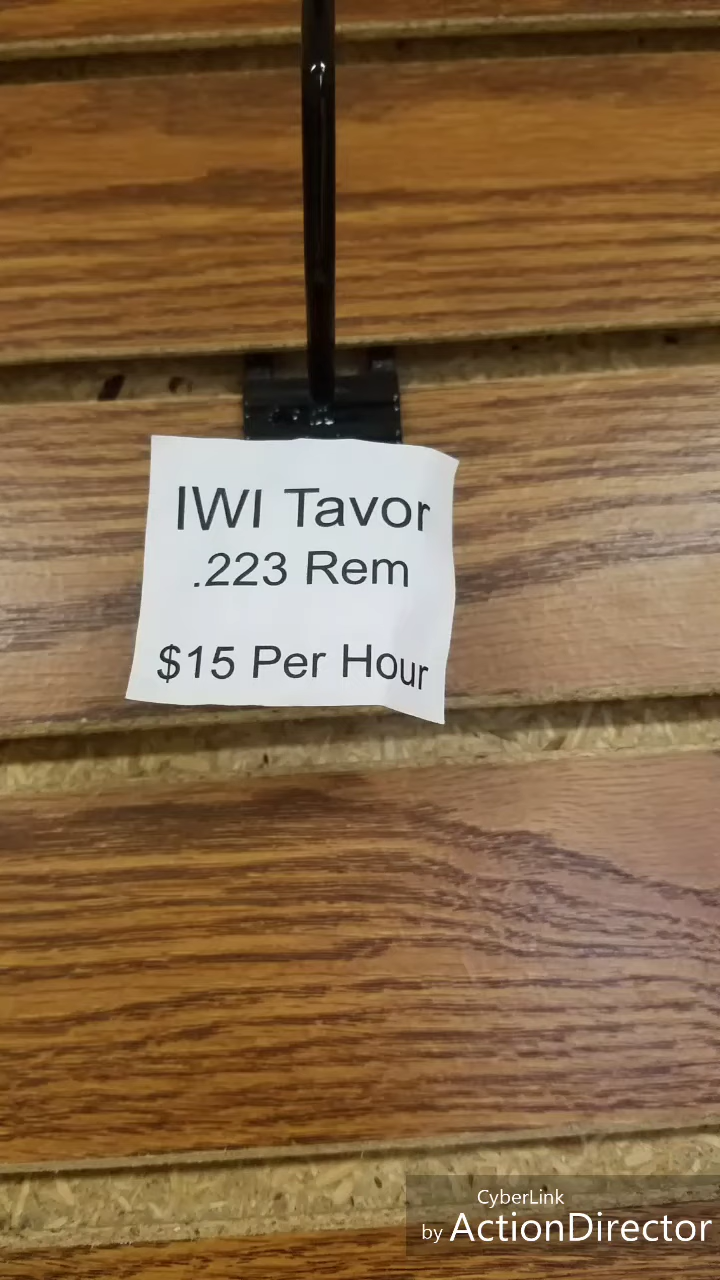 IWI Tavor
.223 Rem
$15 Per Hour
CyberLink
by ActionDirector